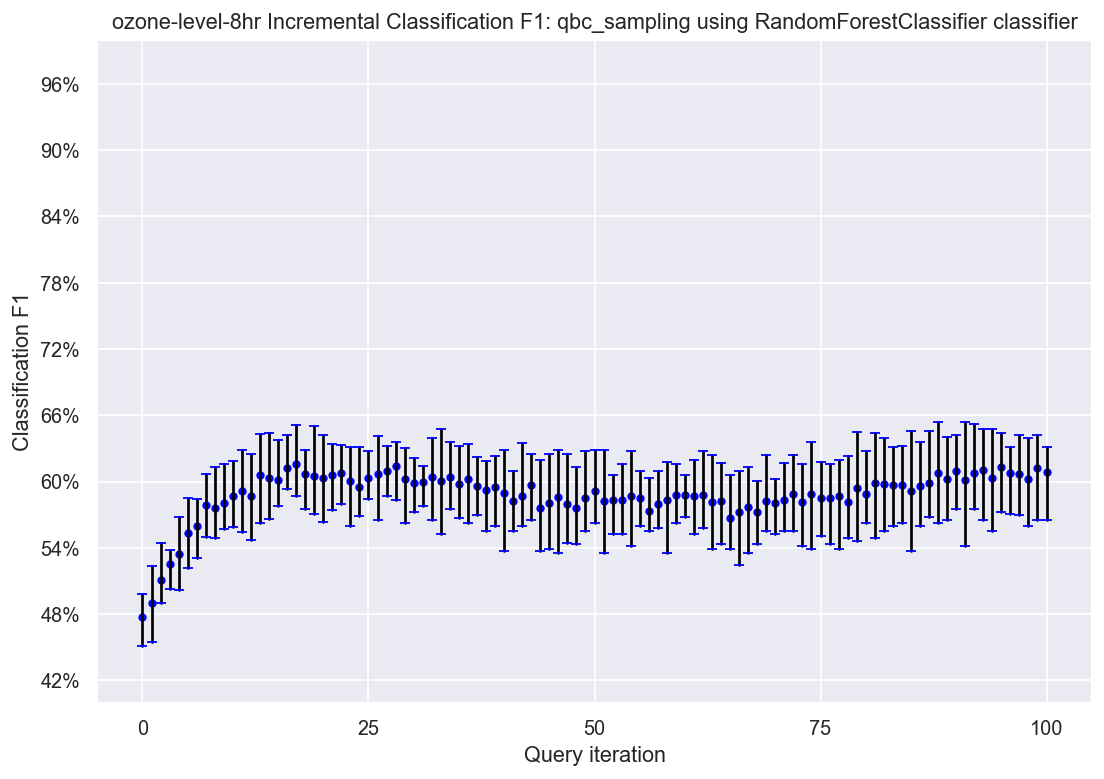 ozone-level-8hr Incremental Classification F1: qbc_sampling using RandomForestClassifier classifier
96%
90%
84%
78%
72%
66%
60%
54%
48%
42%
Classification F1
0 25 50 75 100
Query iteration